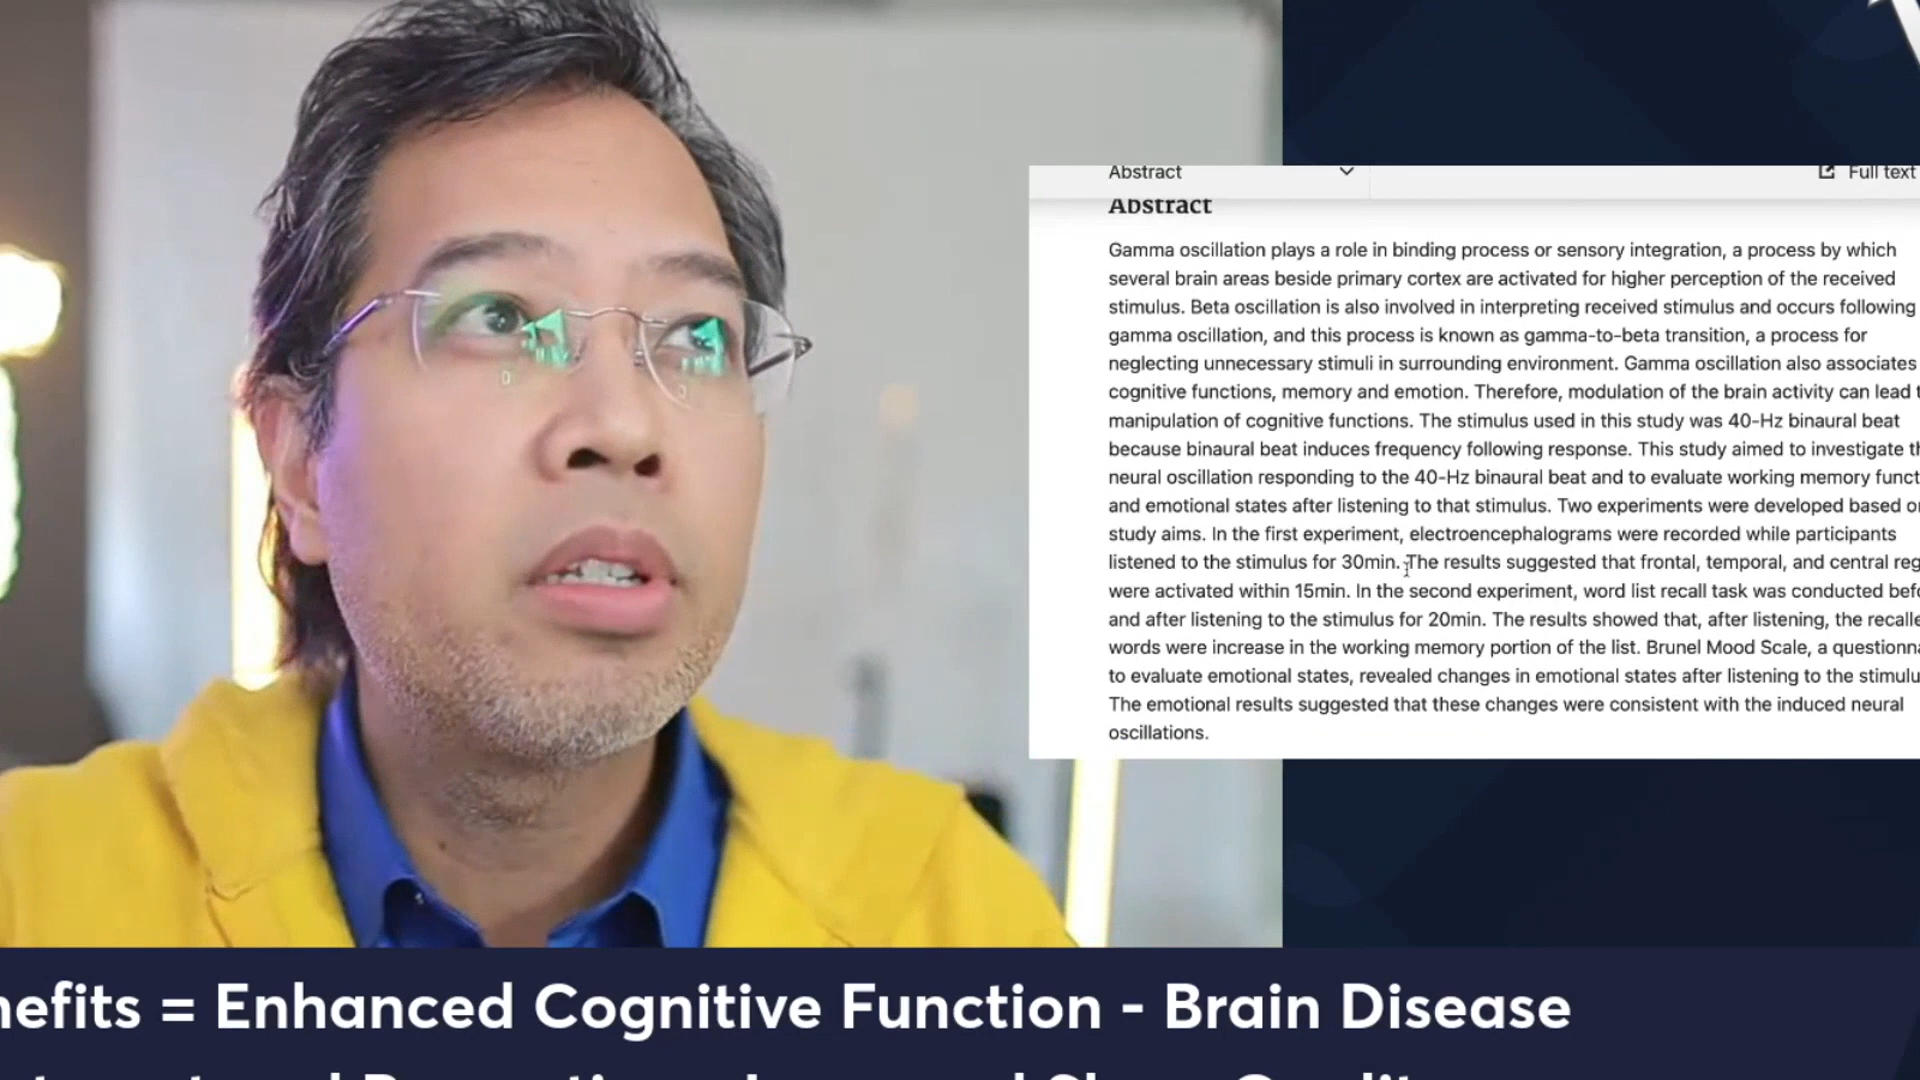 Abstract
Full text
Abstract
Gamma oscillation plays a role in binding process or sensory integration, a process by which
several brain areas beside primary cortex are activated for higher perception of the received
stimulus. Beta oscillation is also involved in interpreting received stimulus and occurs following
gamma oscillation, and this process is known as gamma-to-beta transition, a process for
neglecting unnecessary stimuli in surrounding environment. Gamma oscillation also associates
cognitive functions, memory and emotion. Therefore, modulation of the brain activity can lead
manipulation of cognitive functions. The stimulus used in this study was 40-Hz binaural beat
because binaural beat induces frequency following response. This study aimed to investigate
neural oscillation responding to the 40-Hz binaural beat and to evaluate working memory
and emotional states after listening to that stimulus. Two experiments were developed based
study aims. In the first experiment, electroencephalograms were recorded while participants
listened to the stimulus for 30min. The results suggested that frontal, temporal, and central
were activated within 15min. In the second experiment, word list recall task was conducted
and after listening to the stimulus for 20min. The results showed that, after listening, the
words were increase in the working memory portion of the list. Brunel Mood Scale, a
to evaluate emotional states, revealed changes in emotional states after listening to the
The emotional results suggested that these changes were consistent with the induced neural
oscillations.
= Enhanced Cognitive Function - Brain Disease